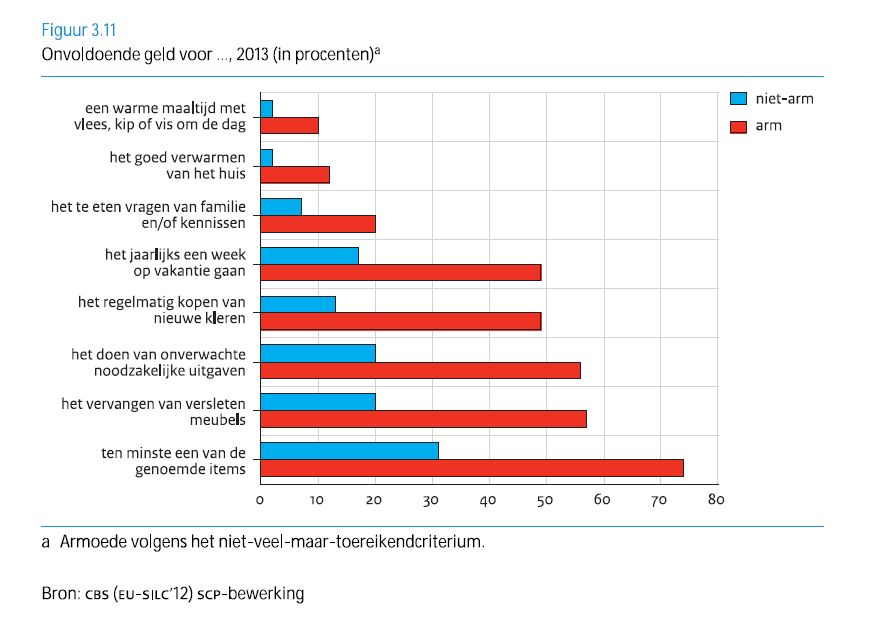 Figuur 3.11
Onvoldoende geld voor ..., 2013 (in procenten)ª
niet-arm
arm
een warme maaltijd met
vlees, kip of vis om de dag
het goed verwarmen
van het huis
het te eten vragen van familie
en/of kennissen
het jaarlijks een week
op vakantie gaan
het regelmatig kopen van
nieuwe kleren
het doen van onverwachte
noodzakelijke uitgaven
het vervangen van versleten
meubels
ten minste een van de
genoemde items
0 10 20 30 40 50 60 70 80
a Armoede volgens het niet-veel-maar-toereikendcriterium.
Bron: CBS (EU-SILC'12) SCP-bewerking